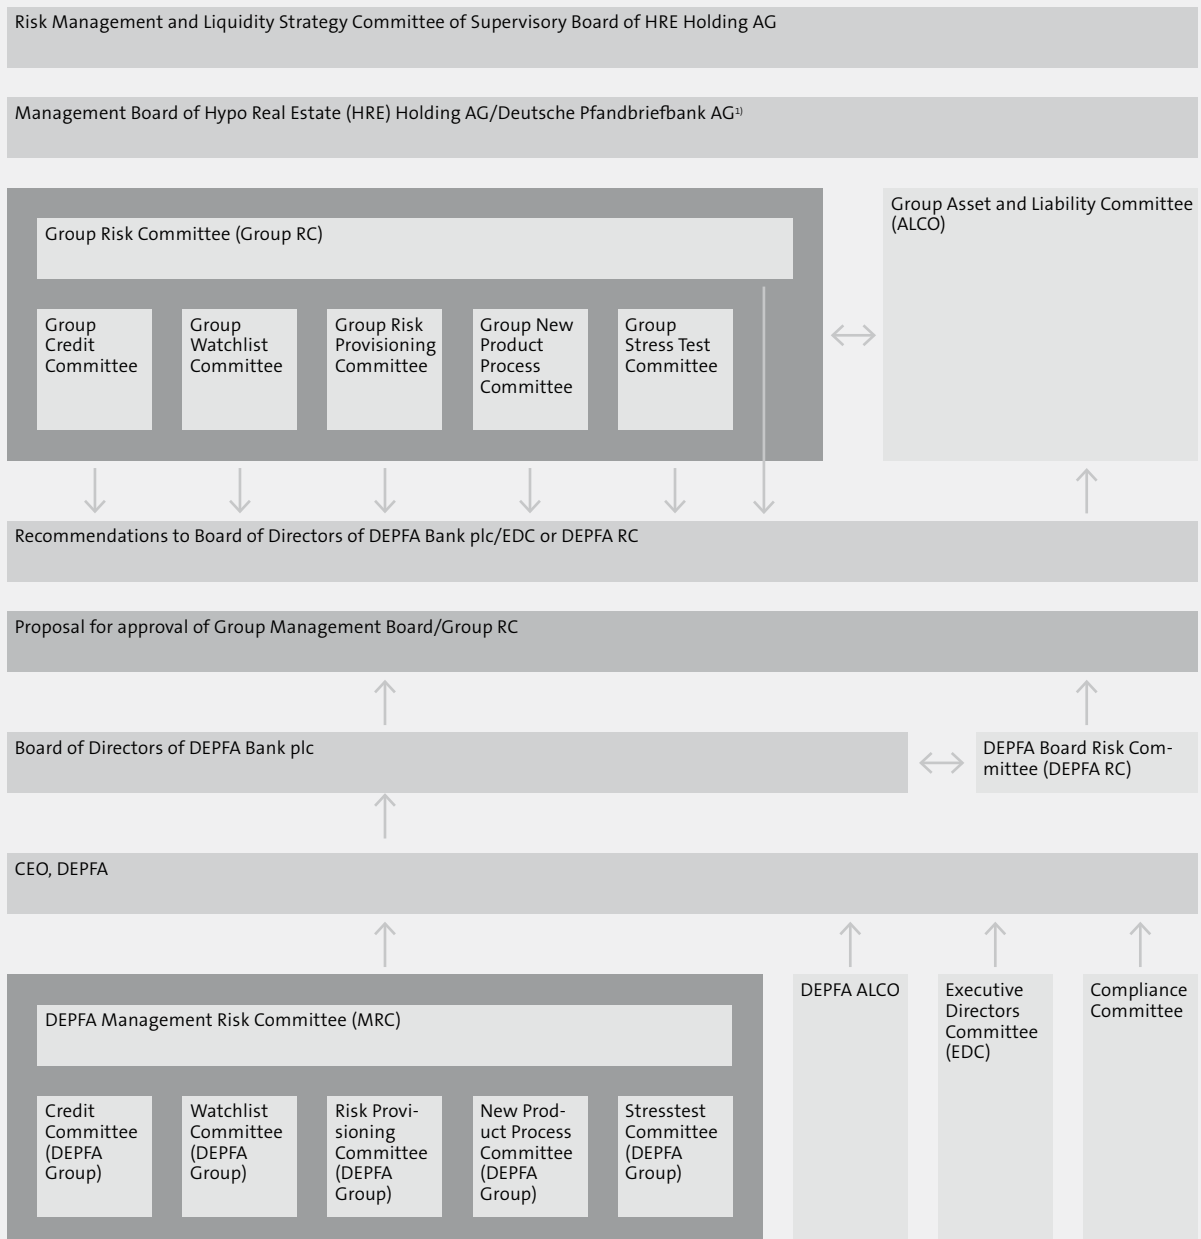 Risk Management and Liquidity Strategy Committee of Supervisory Board of HRE Holding AG
Management Board of Hypo Real Estate (HRE) Holding AG/Deutsche Pfandbriefbank AG¹⁾
Group Risk Committee (Group RC)
Group
Credit
Committee
Group
Watchlist
Committee
Group Risk
Provisioning
Committee
Group New
Product
Process
Committee
Group
Stress Test
Committee
Group Asset and Liability Committee
(ALCO)
Recommendations to Board of Directors of DEPFA Bank plc/EDC or DEPFA RC
Proposal for approval of Group Management Board/Group RC
Board of Directors of DEPFA Bank plc
DEPFA Board Risk Com-
mittee (DEPFA RC)
CEO, DEPFA
DEPFA Management Risk Committee (MRC)
Credit
Committee
(DEPFA
Group)
Watchlist
Committee
(DEPFA
Group)
Risk Provi-
sioning
Committee
(DEPFA
Group)
New Prod-
uct Process
Committee
(DEPFA
Group)
Stresstest
Committee
(DEPFA
Group)
DEPFA ALCO
Executive
Directors
Committee
(EDC)
Compliance
Committee